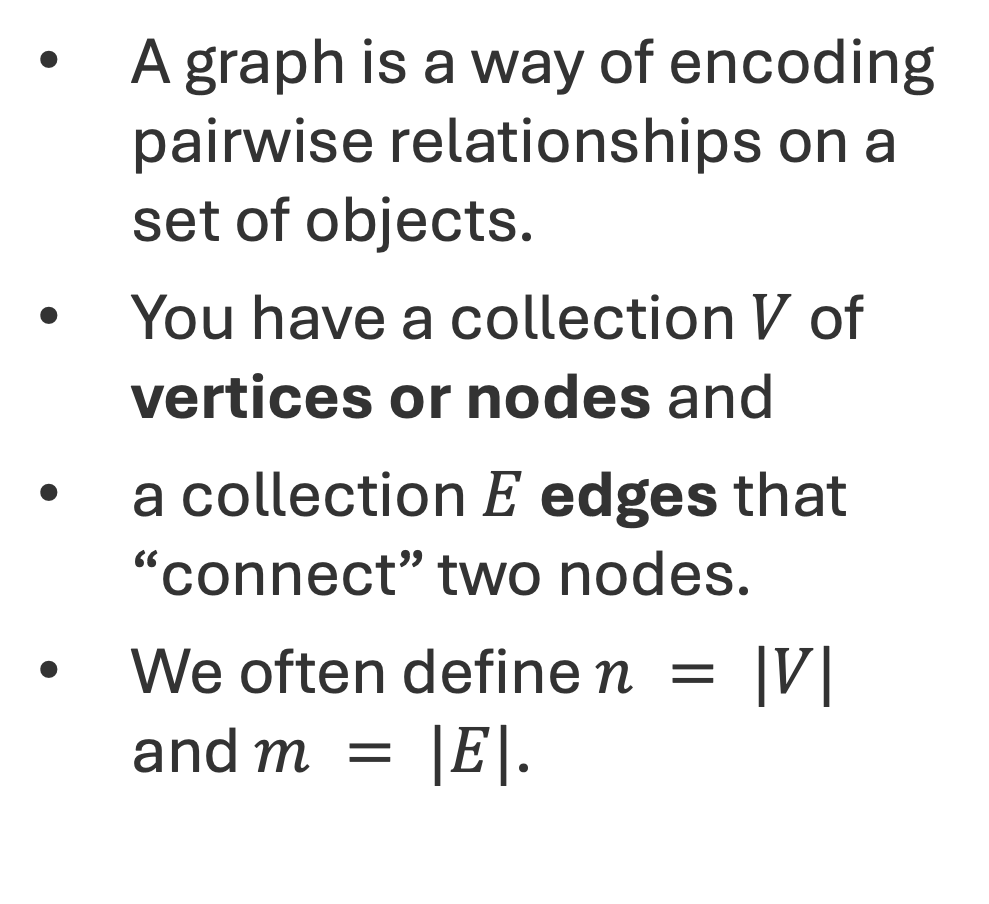 • A graph is a way of encoding
pairwise relationships on a
set of objects.
• You have a collection V of
vertices or nodes and
• a collection E edges that
“connect” two nodes.
• We often define n = |V|
and m = |E|.